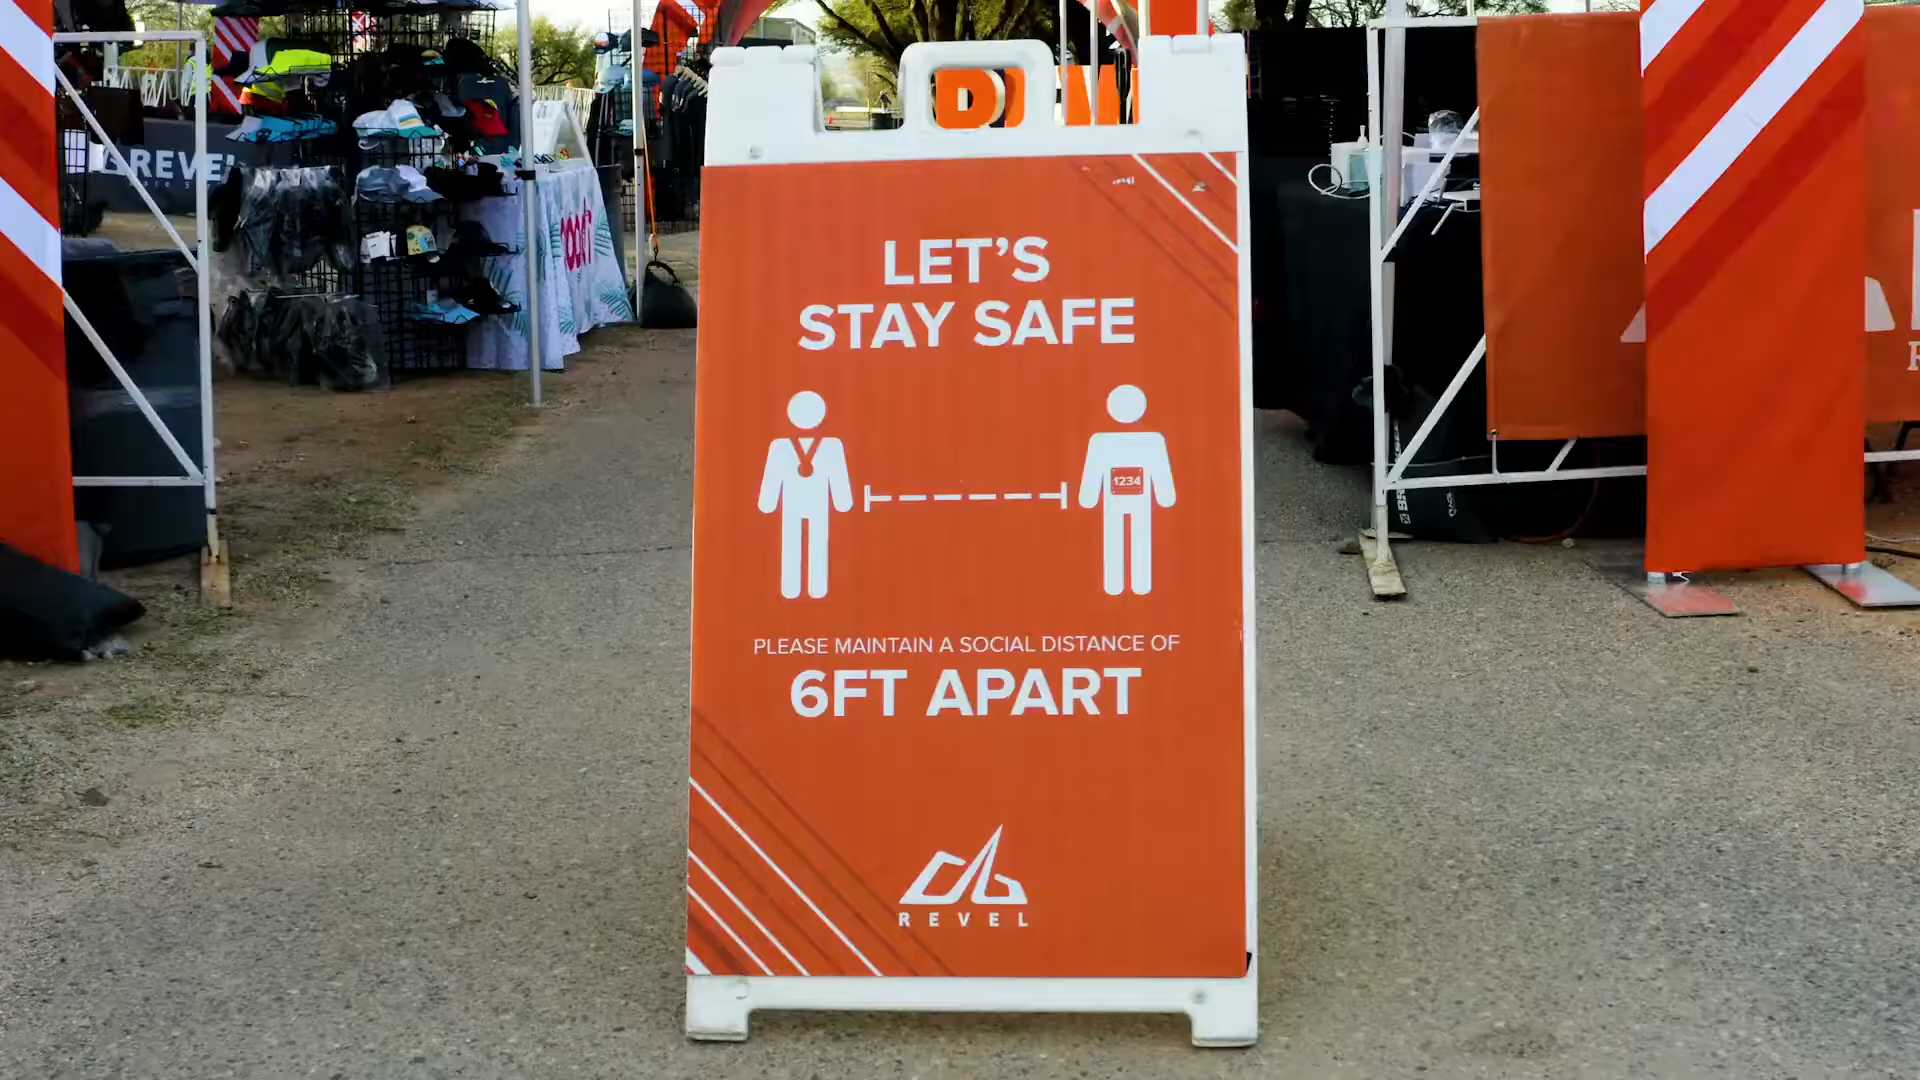 REVEL
LET'S
STAY SAFE
1234
PLEASE MAINTAIN A SOCIAL DISTANCE OF
6FT APART
REVEL